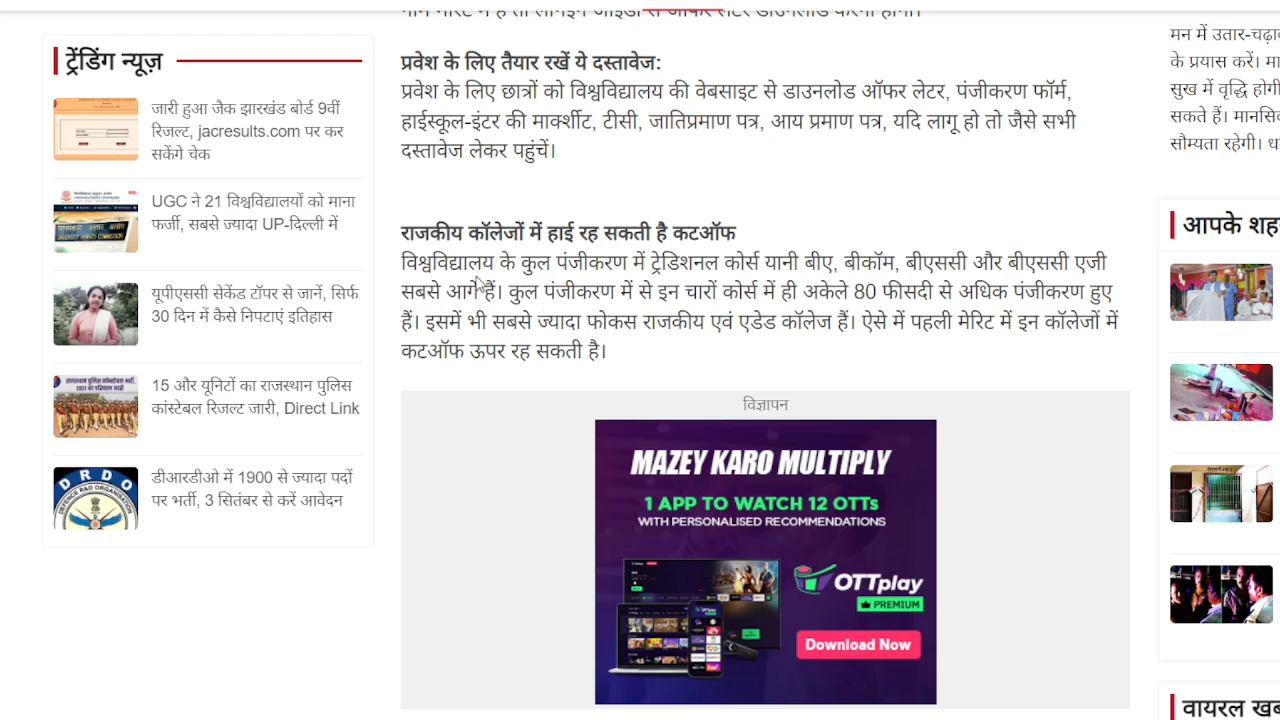 ट्रेंडिंग न्यूज़
जारी हुआ जैक झारखंड बोर्ड 9वीं
रिजल्ट, jacresults.com पर कर
सकेंगे चेक
UGC ने 21 विश्वविद्यालयों को माना
फर्जी, सबसे ज्यादा UP-दिल्ली में
यूपीएससी सेकेंड टॉपर से जानें, सिर्फ
30 दिन में कैसे निपटाएं इतिहास
15 और यूनिटों का राजस्थान पुलिस
कांस्टेबल रिजल्ट जारी, Direct Link
DRDO
डीआरडीओ में 1900 से ज्यादा पदों
पर भर्ती, 3 सितंबर से करें आवेदन
प्रवेश के लिए तैयार रखें ये दस्तावेज:
प्रवेश के लिए छात्रों को विश्वविद्यालय की वेबसाइट से डाउनलोड ऑफर लेटर, पंजीकरण फॉर्म,
हाईस्कूल-इंटर की मार्क्शीट, टीसी, जातिप्रमाण पत्र, आय प्रमाण पत्र, यदि लागू हो तो जैसे सभी
दस्तावेज लेकर पहुंचें।
राजकीय कॉलेजों में हाई रह सकती है कटऑफ
विश्वविद्यालय के कुल पंजीकरण में ट्रेडिशनल कोर्स यानी बीए, बीकॉम, बीएससी और बीएससी एजी
सबसे आगे हैं। कुल पंजीकरण में से इन चारों कोर्स में ही अकेले 80 फीसदी से अधिक पंजीकरण हुए
हैं। इसमें भी सबसे ज्यादा फोकस राजकीय एवं एडेड कॉलेज हैं। ऐसे में पहली मेरिट में इन कॉलेजों में
कटऑफ ऊपर रह सकती है।
विज्ञापन
MAZEY KARO MULTIPLY
1 APP TO WATCH 12 OTTs
WITH PERSONALISED RECOMMENDATIONS
OTTplay
PREMIUM
Download Now
मन में उतार-चढ़ा
के प्रयास करें। मा
सुख में वृद्धि होगी
सकते हैं। मानसि
सौम्यता रहेगी। ध
आपके शह
वायरल खब